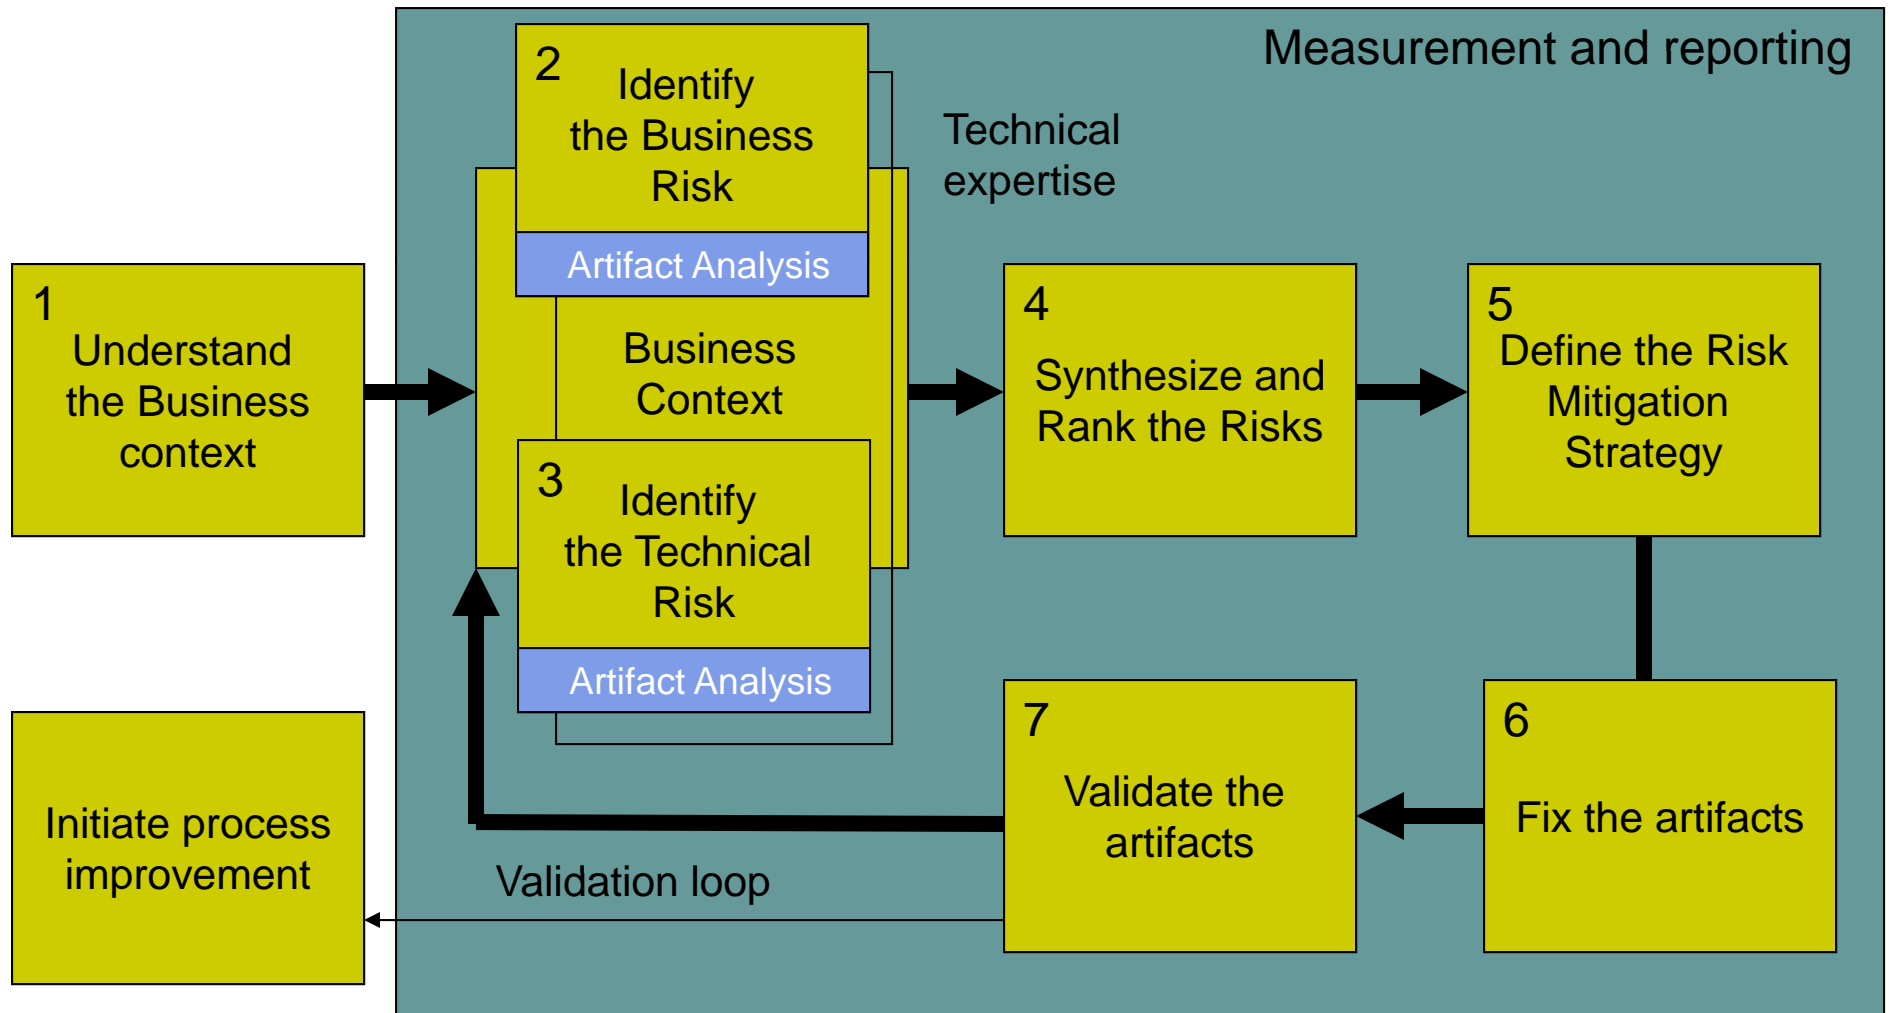 Measurement and reporting
2
Identify
the Business
Risk
Artifact Analysis
Technical
expertise
1
Understand
the Business
context
Business
Context
3
Identify
the Technical
Risk
Artifact Analysis
4
Synthesize and
Rank the Risks
5
Define the Risk
Mitigation
Strategy
6
Fix the artifacts
7
Validate the
artifacts
Validation loop
Initiate process
improvement